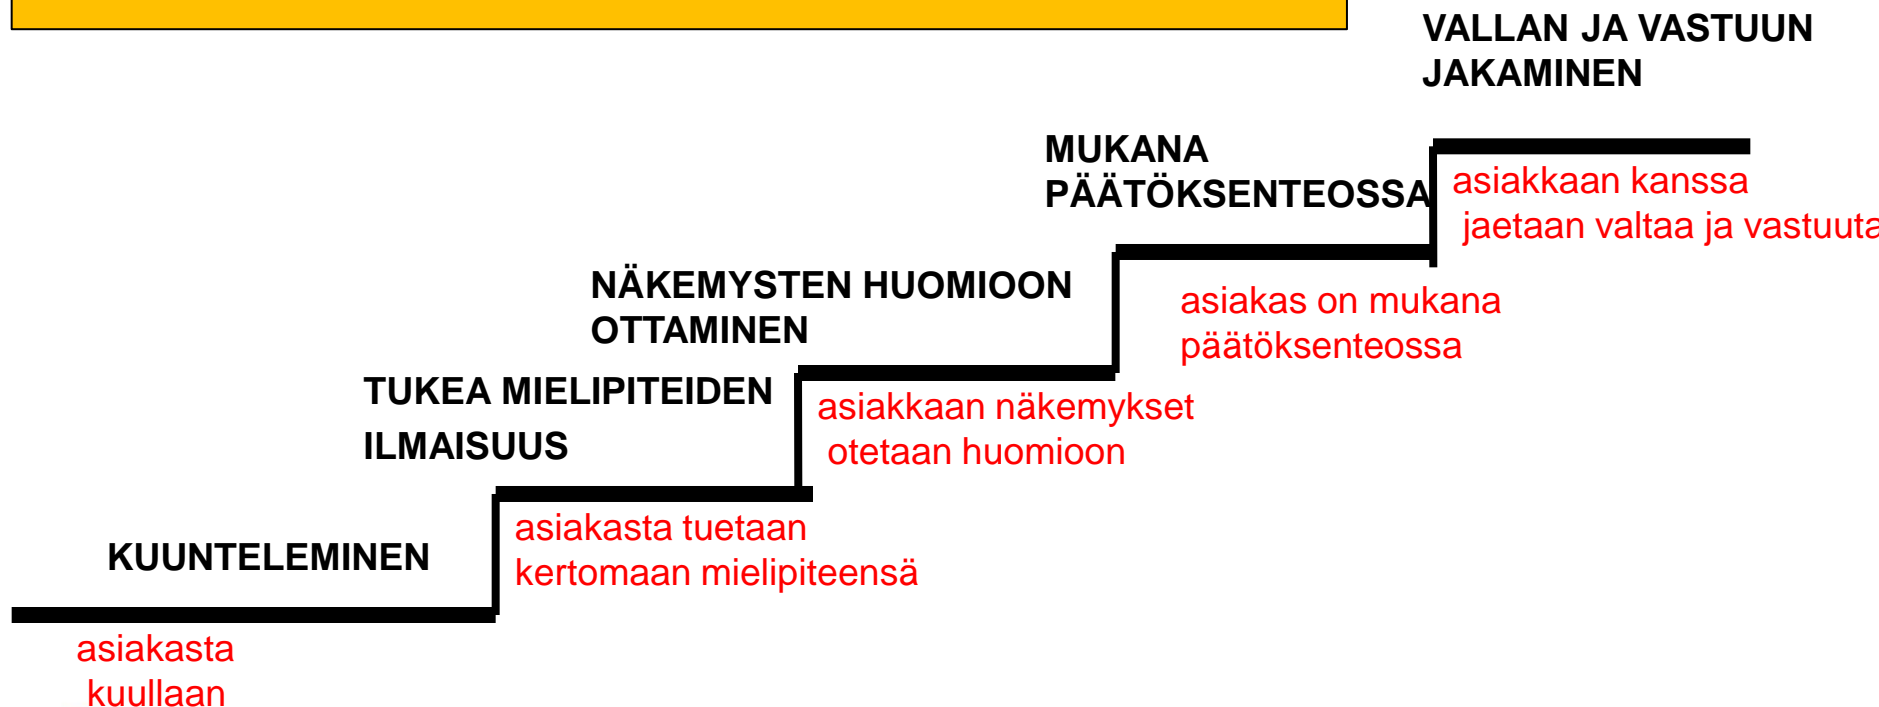 VALLAN JA VASTUUN
JAKAMINEN
asiakkaan kanssa
jaetaan valtaa ja vastuuta
MUKANA
PÄÄTÖKSENTEOSSA
asiakas on mukana
päätöksenteossa
NÄKEMYSTEN HUOMIOON
OTTAMINEN
asiakkaan näkemykset
otetaan huomioon
TUKEA MIELIPITEIDEN
ILMAISUUS
asiakasta tuetaan
kertomaan mielipiteensä
KUUNTELEMINEN
asiakasta
kuullaan